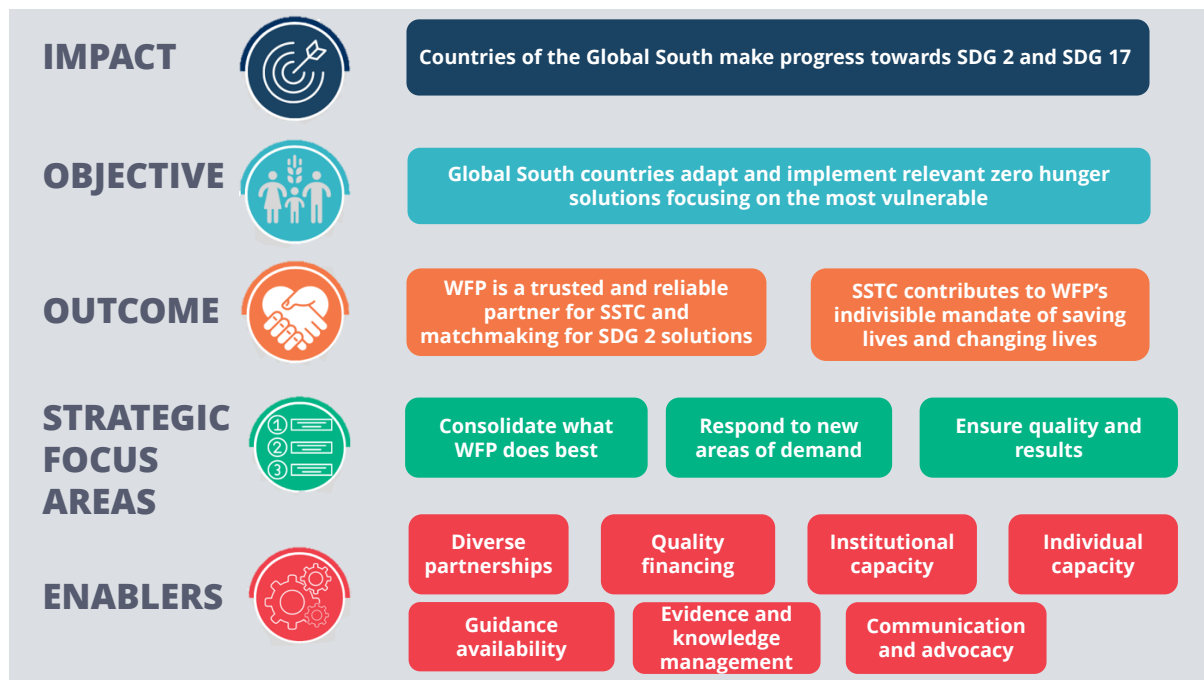 IMPACT
Countries of the Global South make progress towards SDG 2 and SDG 17
OBJECTIVE
Global South countries adapt and implement relevant zero hunger
solutions focusing on the most vulnerable
OUTCOME
WFP is a trusted and reliable
partner for SSTC and
matchmaking for SDG 2 solutions
SSTC contributes to WFP’s
indivisible mandate of saving
lives and changing lives
STRATEGIC
FOCUS
AREAS
1
2
3
Consolidate what
WFP does best
Respond to new
areas of demand
Ensure quality and
results
ENABLERS
Diverse
partnerships
Quality
financing
Institutional
capacity
Individual
capacity
Guidance
availability
Evidence and
knowledge
management
Communication
and advocacy